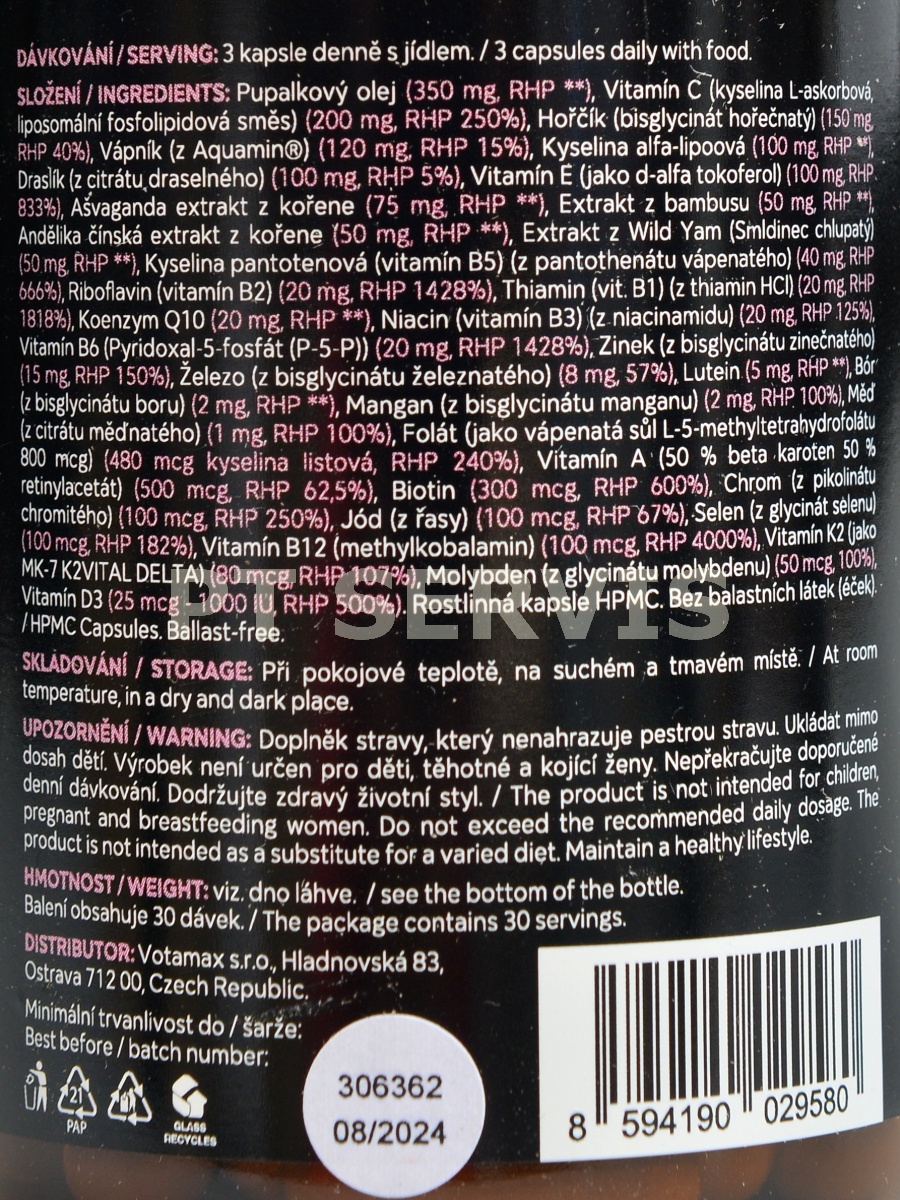 DÁVKOVÁNÍ / SERVING: 3 kapsle denně s jídlem. / 3 capsules daily with food.
SLOŽENÍ / INGREDIENTS: Pupalkový olej (350 mg, RHP **), Vitamín C (kyselina L-askorbová,
liposomální fosfolipidová směs) (200 mg, RHP 250%), Hořčík (bisglycinát hořečnatý) (150 mg,
RHP 40%), Vápník (z Aquamin®) (120 mg, RHP 15%), Kyselina alfa-lipoová (100 mg, RHP **),
Draslík (z citrátu draselného) (100 mg, RHP 5%), Vitamín E (jako d-alfa tokoferol) (100 mg, RHP
833%), Ašvaganda extrakt z kořene (75 mg, RHP **), Extrakt z bambusu (50 mg, RHP **),
Andělika čínská extrakt z kořene (50 mg, RHP **), Extrakt z Wild Yam (Smldinec chlupatý)
(50 mg, RHP **), Kyselina pantotenová (vitamín B5) (z pantothenátu vápenatého) (40 mg, RHP
666%), Riboflavin (vitamín B2) (20 mg, RHP 1428%), Thiamin (vit. B1) (z thiamin HCl) (20 mg, RHP
1818%), Koenzym Q10 (20 mg, RHP **), Niacin (vitamín B3) (z niacinamidu) (20 mg, RHP 125%),
Vitamín B6 (Pyridoxal-5-fosfát (P-5-P)) (20 mg, RHP 1428%), Zinek (z bisglycinátu zinečnatého)
(15 mg, RHP 150%), Železo (z bisglycinátu železnatého) (8 mg, 57%), Lutein (5 mg, RHP **), Bór
(z bisglycinátu boru) (2 mg, RHP **), Mangan (z bisglycinátu manganu) (2 mg, RHP 100%), Měď
(z citrátu měďnatého) (1 mg, RHP 100%), Folát (jako vápenatá sůl L-5-methyltetrahydrofolátu
800 mcg) (480 mcg kyselina listová, RHP 240%), Vitamín A (50 % beta karoten 50 %
retinylacetát) (500 mcg, RHP 62,5%), Biotin (300 mcg, RHP 600%), Chrom (z pikolinátu
chromitého) (100 mcg, RHP 250%), Jód (z řasy) (100 mcg, RHP 67%), Selen (z glycinát selenu)
(100 mcg, RHP 182%), Vitamín B12 (methylkobalamin) (100 mcg, RHP 4000%), Vitamín K2 (jako
MK-7 K2VITAL DELTA) (80 mcg, RHP 107%), Molybden (z glycinátu molybdenu) (50 mcg, 100%),
Vitamín D3 (25 mcg - 1000 IU, RHP 500%). Rostlinná kapsle HPMC. Bez balastních látek (éček).
/ HPMC Capsules. Ballast-free.
PT SERVIS
SKLADOVÁNÍ / STORAGE: Při pokojové teplotě, na suchém a tmavém místě. / At room
temperature, in a dry and dark place.
UPOZORNĚNÍ / WARNING: Doplněk stravy, který nenahrazuje pestrou stravu. Ukládat mimo
dosah dětí. Výrobek není určen pro děti, těhotné a kojící ženy. Nepřekračujte doporučené
denní dávkování. Dodržujte zdravý životní styl. / The product is not intended for children,
pregnant and breastfeeding women. Do not exceed the recommended daily dosage. The
product is not intended as a substitute for a varied diet. Maintain a healthy lifestyle.
HMOTNOST / WEIGHT: viz. dno láhve. / see the bottom of the bottle.
Balení obsahuje 30 dávek. / The package contains 30 servings.
DISTRIBUTOR: Votamax s.r.o., Hladnovská 83,
Ostrava 712 00, Czech Republic.
Minimální trvanlivost do / šarže:
Best before / batch number:
306362
08/2024
21
PAP
GLASS
RECYCLES
8 594190 029580